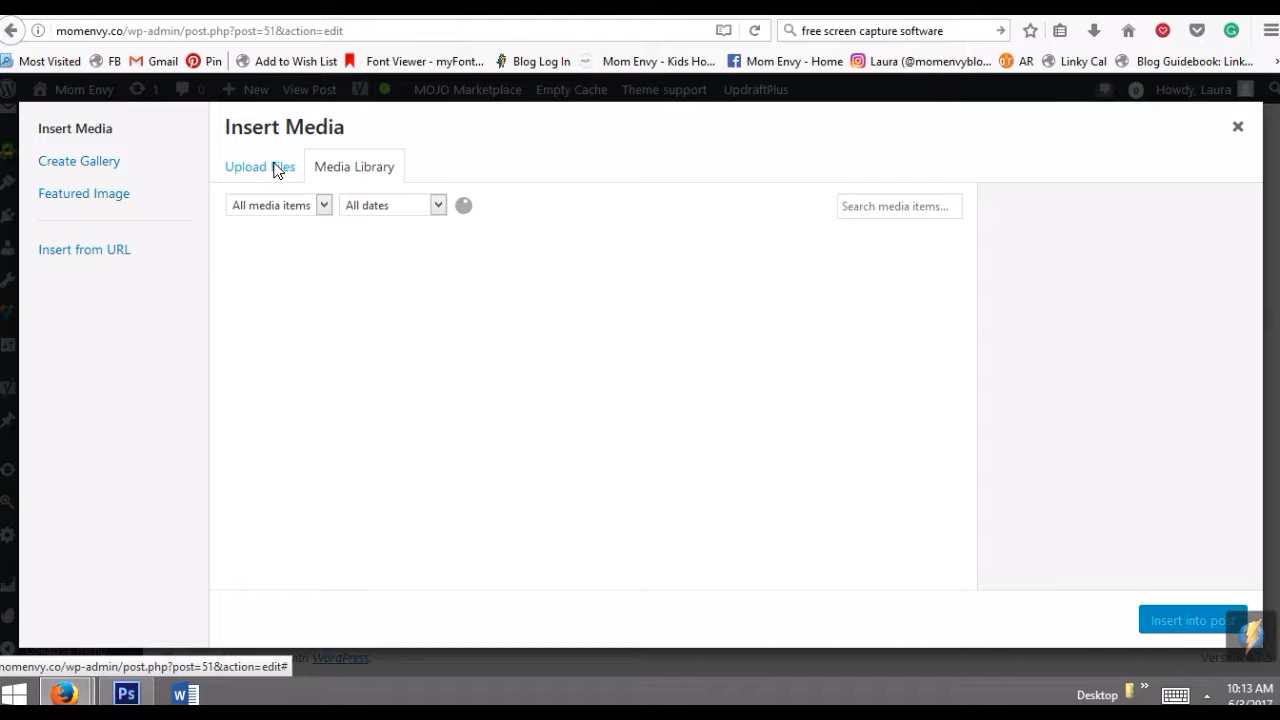 momenvy.co/wp-admin/post.php?post=51&action=edit
free screen capture software
Most Visited FB Gmail Pin Add to Wish List Font Viewer - myFont... Blog Log In Mom Envy - Kids Ho... Mom Envy - Home Laura (@momenvyblo... AR Linky Cal Blog Guidebook: Link...
Mom Envy 1 0 New View Post MOJO Marketplace Empty Cache Theme support UpdraftPlus 0 Howdy, Laura
Insert Media
Create Gallery
Featured Image
Insert from URL
Insert Media
Upload Files Media Library
All media items All dates Search media items...
Insert into post
WordPress
momenvy.co/wp-admin/post.php?post=51&action=edit#
Ps
Desktop
10:13 AM